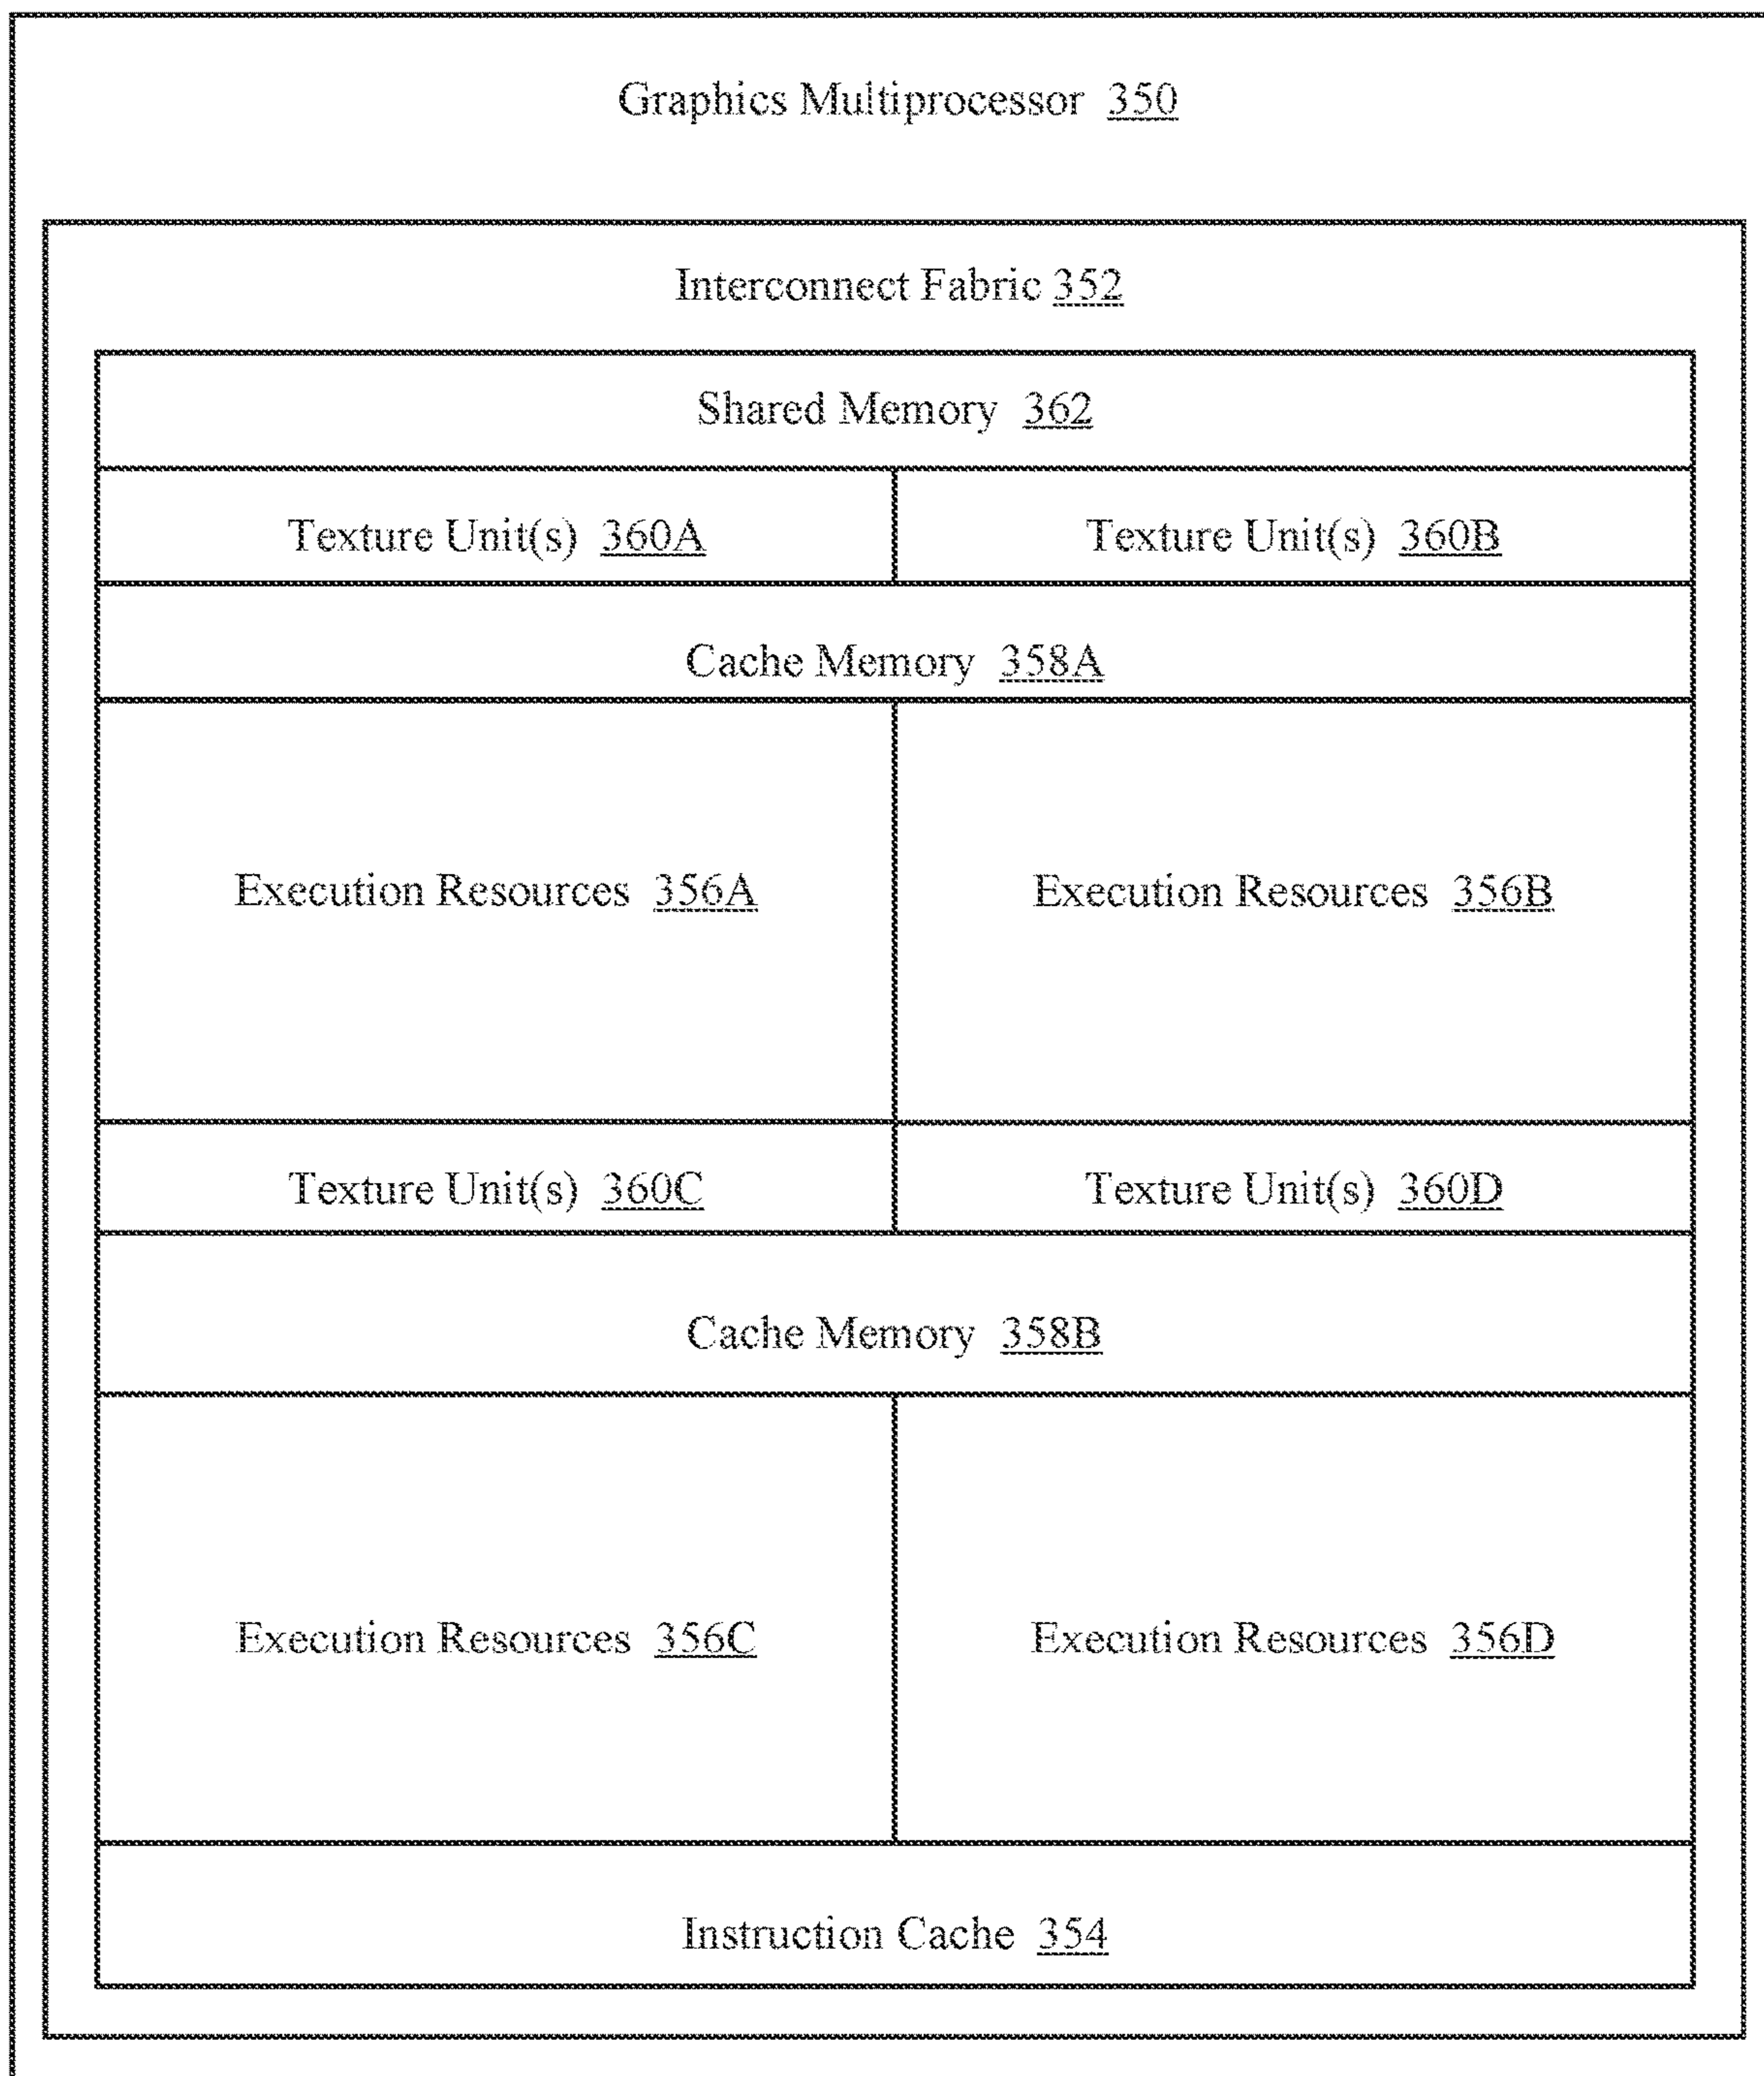 Graphics Multiprocessor 350
Interconnect Fabric 352
Shared Memory 362
Texture Unit(s) 360A
Texture Unit(s) 360B
Cache Memory 358A
Execution Resources 356A
Execution Resources 356B
Texture Unit(s) 360C
Texture Unit(s) 360D
Cache Memory 358B
Execution Resources 356C
Execution Resources 356D
Instruction Cache 354